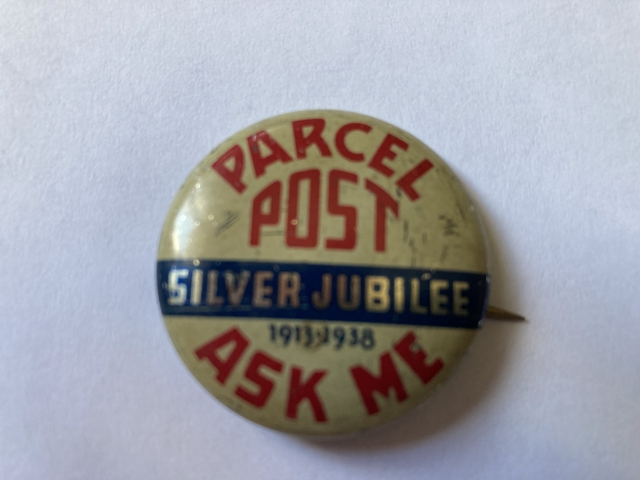 PARCEL
POST
SILVER JUBILEE
1913-1938
ASK ME